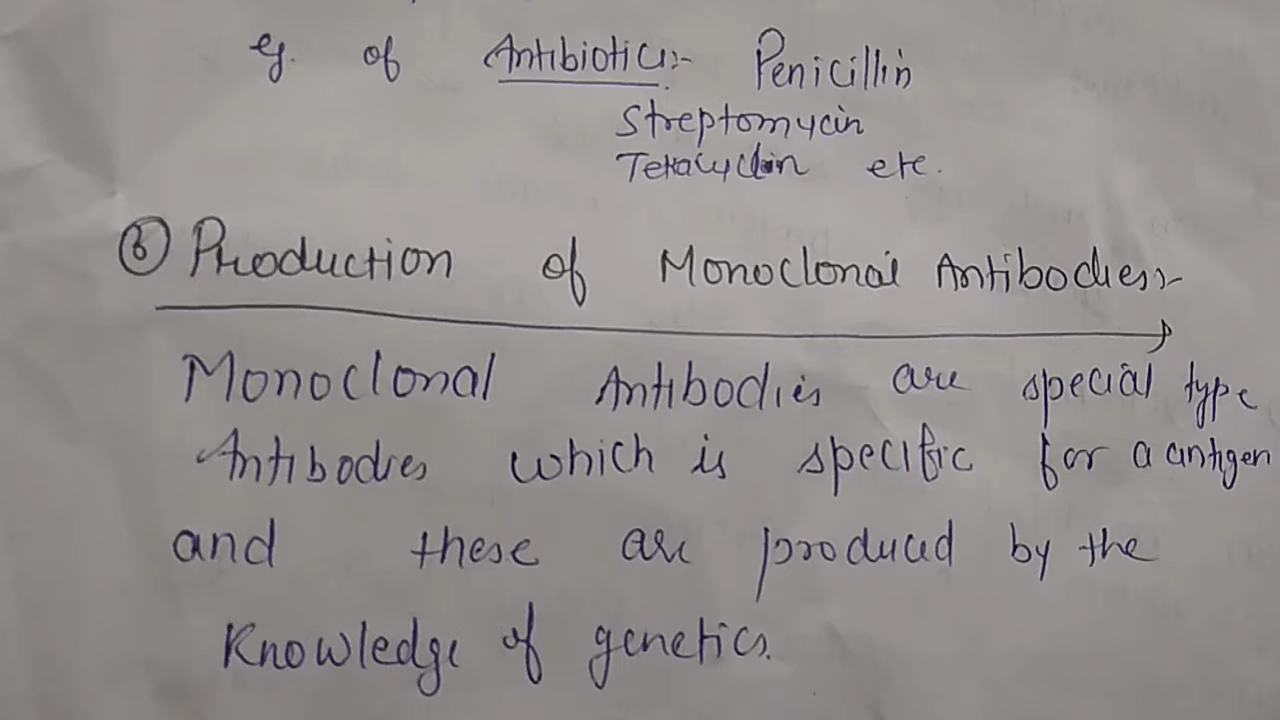 eg. of Antibiotics:- Penicillin
Streptomycin
Tetracyclin etc.
⑥ Production of Monoclonal Antibodies:-
Monoclonal Antibodies are special type
Antibodies which is specific for a antigen
and these are produced by the
Knowledge of genetics.